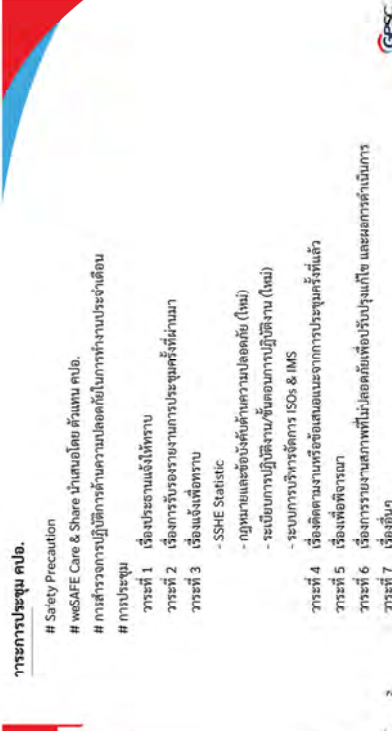 วาระการประชุม คปอ.
# Safety Precaution
# weSAFE Care & Share นำเสนอโดย ตัวแทน คปอ.
# การสำรวจการปฏิบัติการด้านความปลอดภัยในการทำงานประจำเดือน
# การประชุม
วาระที่ 1 เรื่องประธานแจ้งให้ทราบ
วาระที่ 2 เรื่องการรับรองรายงานการประชุมครั้งที่ผ่านมา
วาระที่ 3 เรื่องแจ้งเพื่อทราบ
- SSHE Statistic
- กฎหมายและข้อบังคับด้านความปลอดภัย (ใหม่)
- ระเบียบการปฏิบัติงาน/ขั้นตอนการปฏิบัติงาน (ใหม่)
- ระบบการบริหารจัดการ ISOs & IMS
วาระที่ 4 เรื่องติดตามงานหรือข้อเสนอแนะจากการประชุมครั้งที่แล้ว
วาระที่ 5 เรื่องเพื่อพิจารณา
วาระที่ 6 เรื่องการรายงานสภาพที่ไม่ปลอดภัยเพื่อปรับปรุงแก้ไข และผลการดำเนินการ
วาระที่ 7 เรื่องอื่นๆ
GPSC